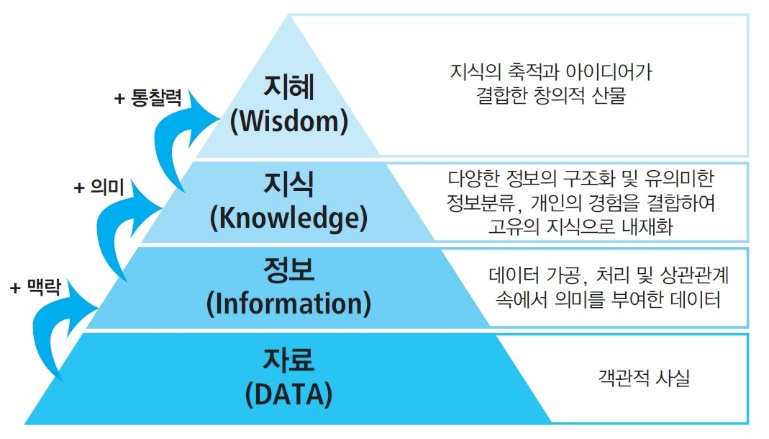 + 통찰력
지혜
(Wisdom)
지식의 축적과 아이디어가
결합한 창의적 산물
+ 의미
지식
(Knowledge)
다양한 정보의 구조화 및 유의미한
정보분류, 개인의 경험을 결합하여
고유의 지식으로 내재화
+ 맥락
정보
(Information)
데이터 가공, 처리 및 상관관계
속에서 의미를 부여한 데이터
자료
(DATA)
객관적 사실